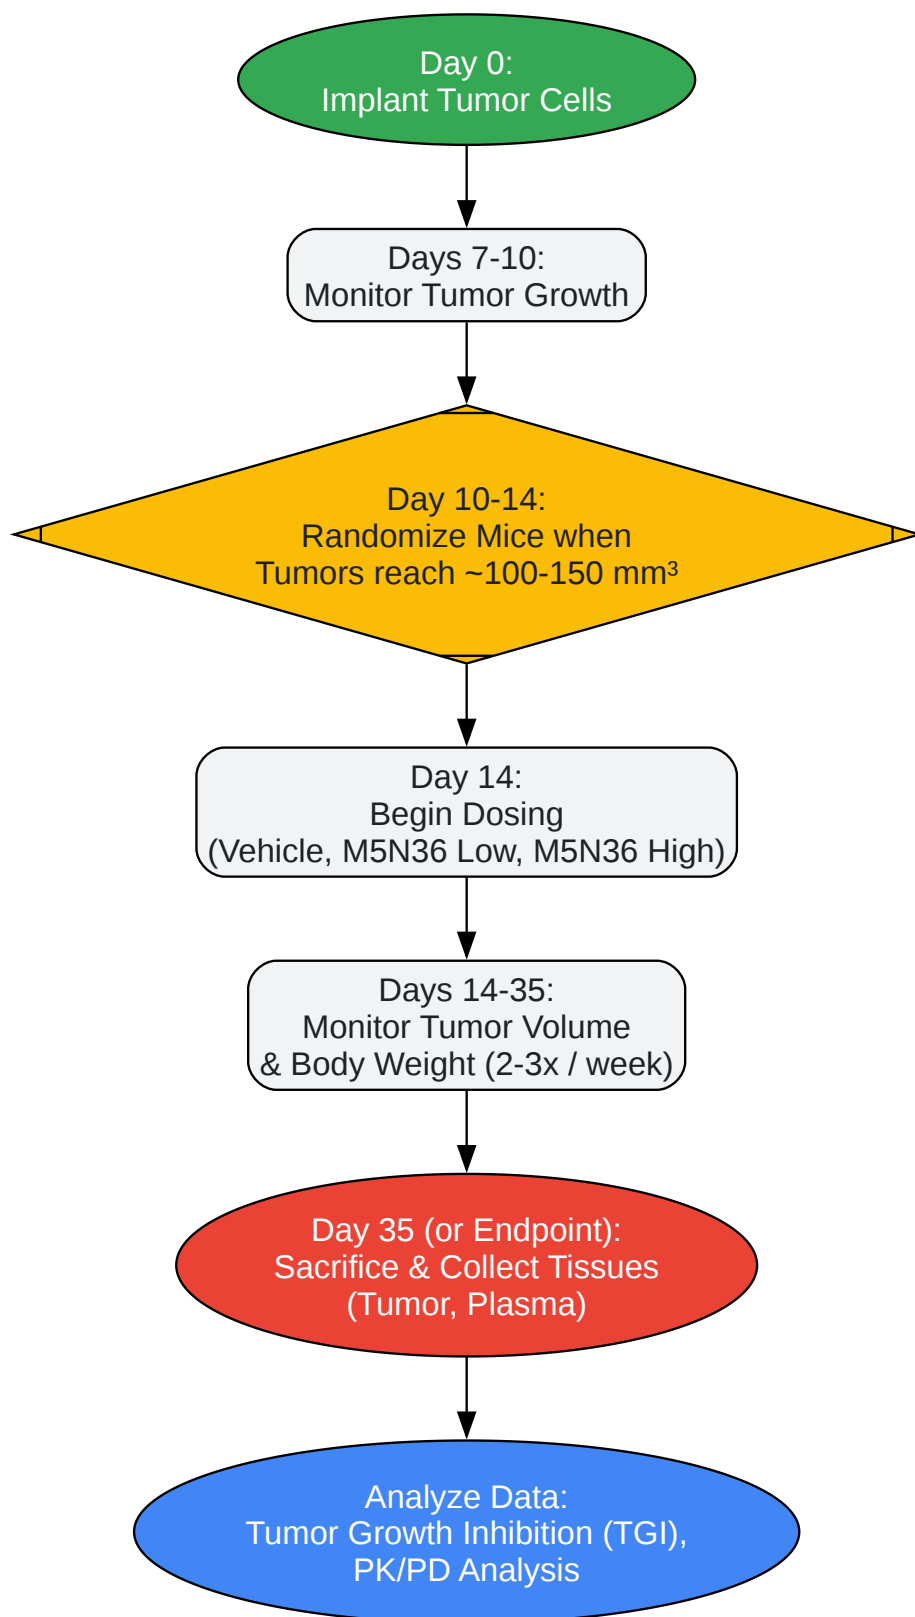 Day 0:
Implant Tumor Cells
Days 7-10:
Monitor Tumor Growth
Day 10-14:
Randomize Mice when
Tumors reach ~100-150 mm³
Day 14:
Begin Dosing
(Vehicle, M5N36 Low, M5N36 High)
Days 14-35:
Monitor Tumor Volume
& Body Weight (2-3x / week)
Day 35 (or Endpoint):
Sacrifice & Collect Tissues
(Tumor, Plasma)
Analyze Data:
Tumor Growth Inhibition (TGI),
PK/PD Analysis